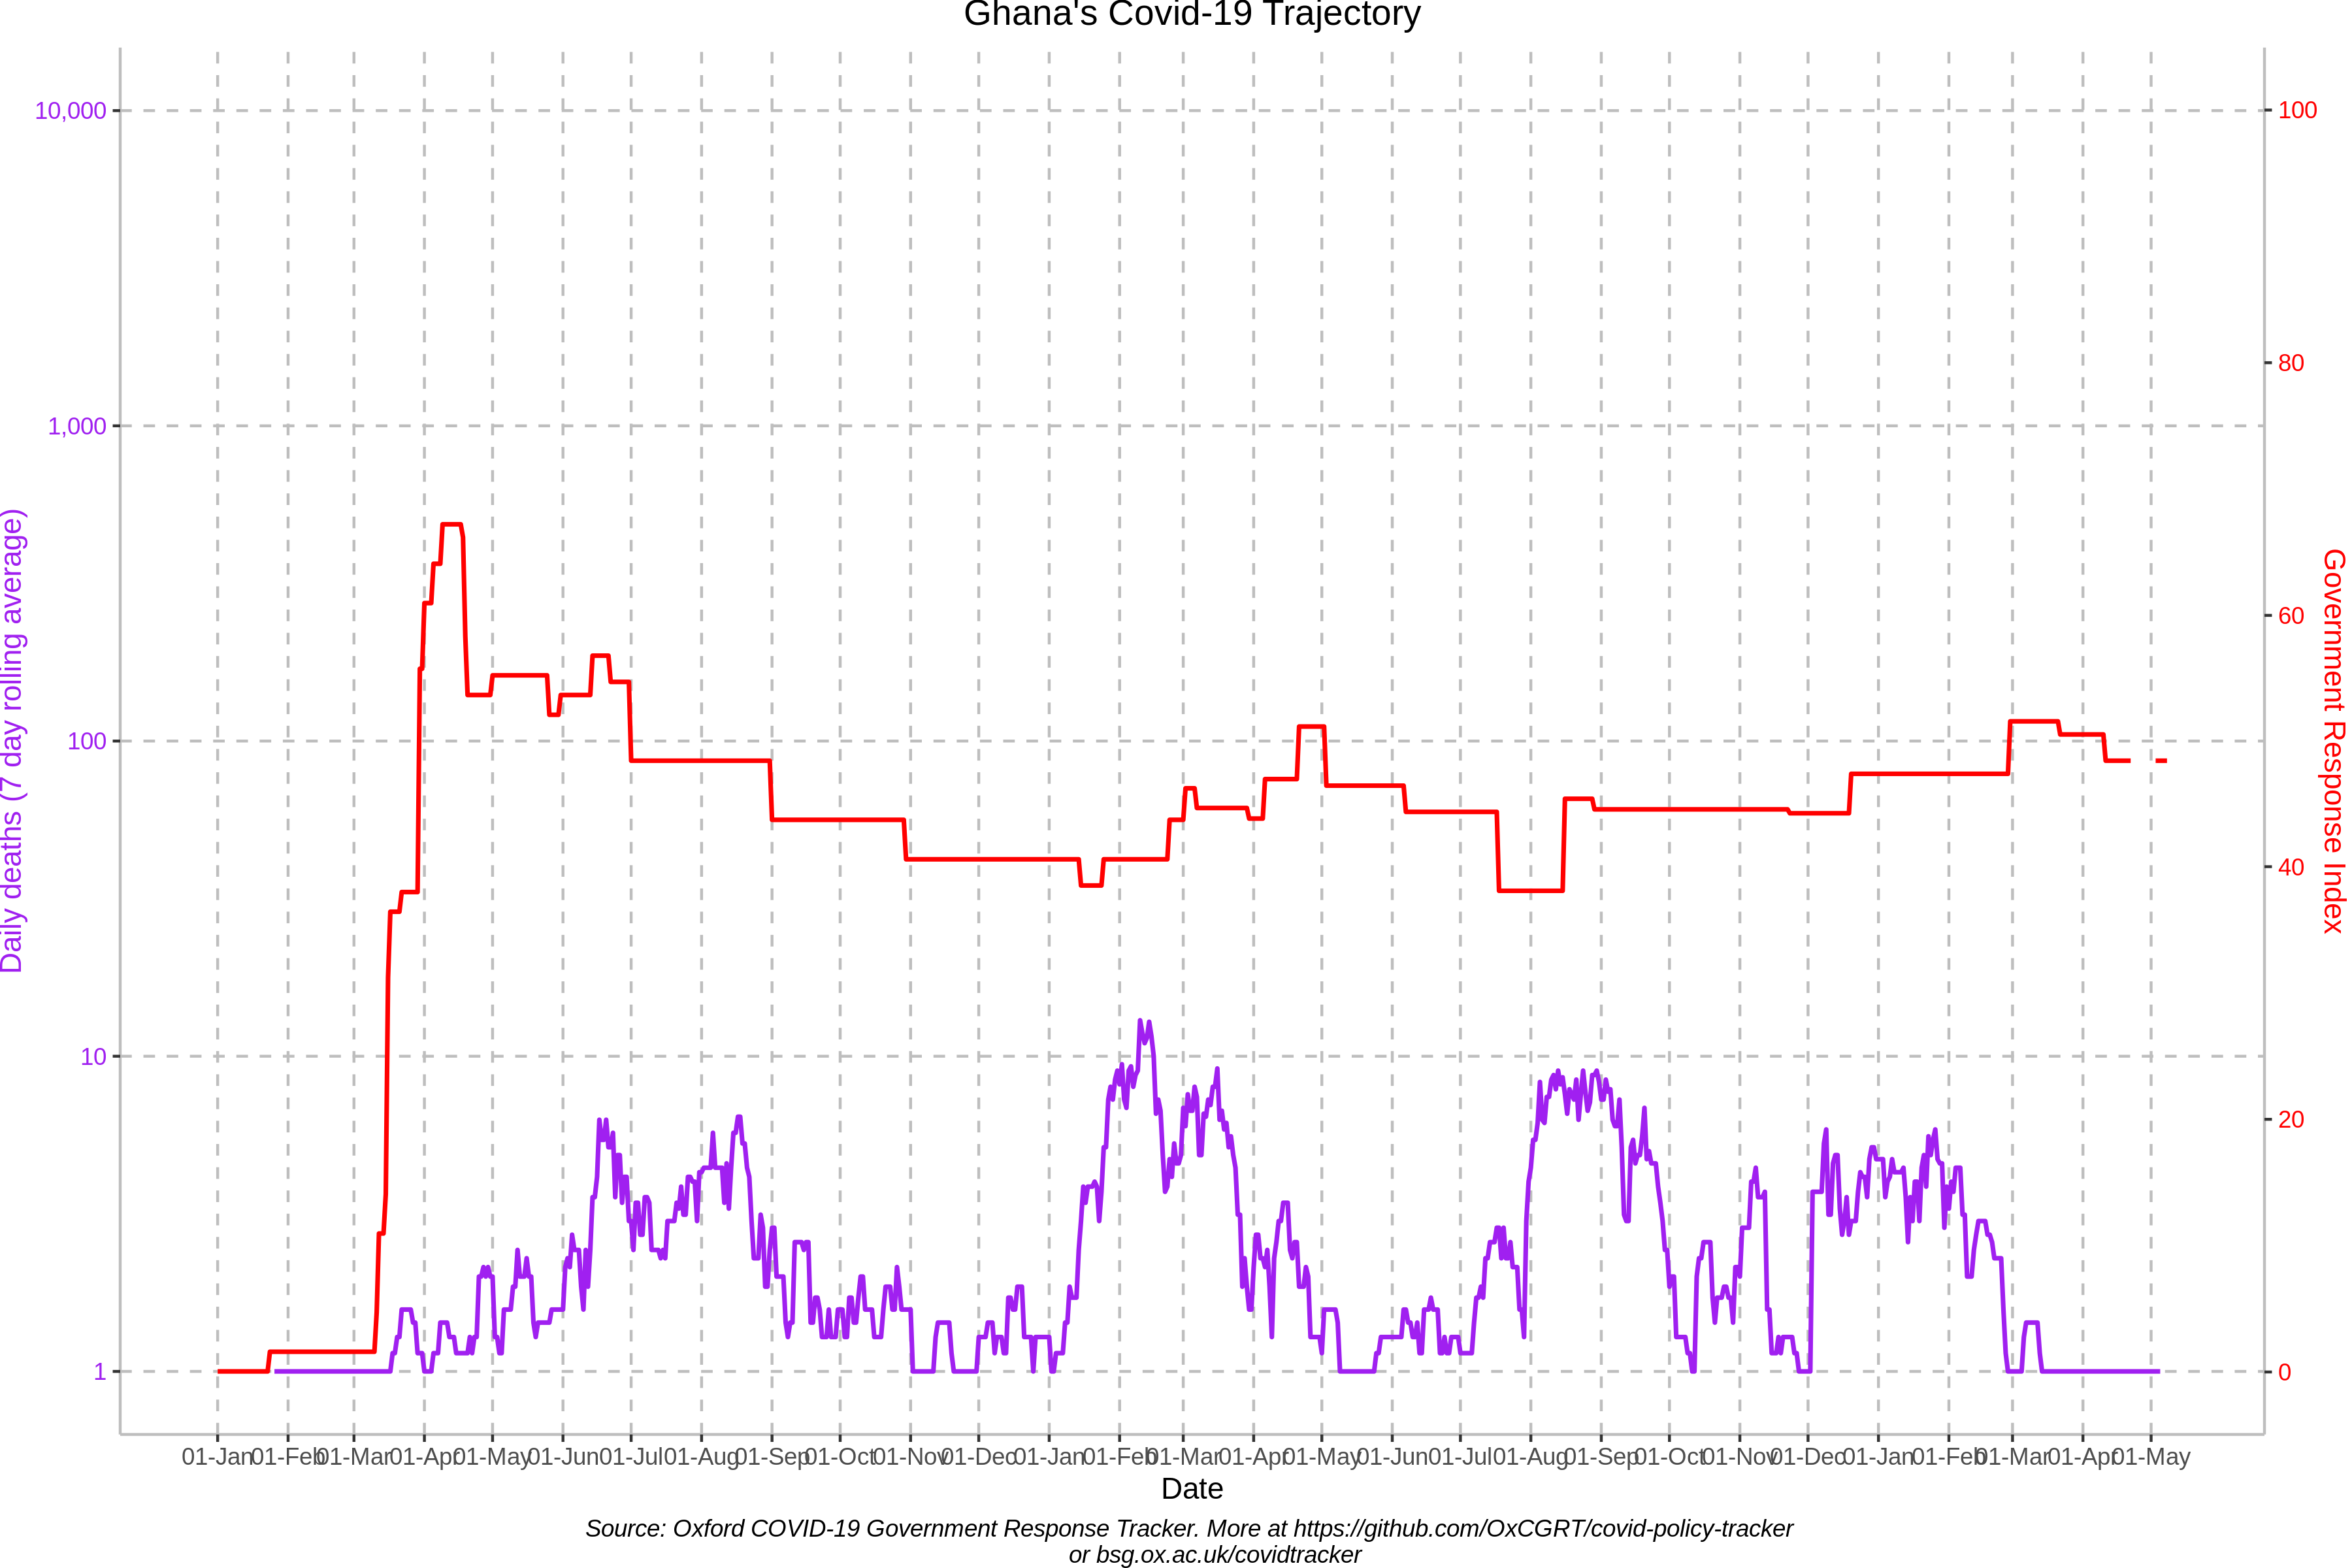 Ghana's Covid-19 Trajectory
10,000
1,000
100
10
1
Daily deaths (7 day rolling average)
100
80
60
40
20
0
Government Response Index
01-Jan 01-Feb 01-Mar 01-Apr 01-May 01-Jun 01-Jul 01-Aug 01-Sep 01-Oct 01-Nov 01-Dec 01-Jan 01-Feb 01-Mar 01-Apr 01-May 01-Jun 01-Jul 01-Aug 01-Sep 01-Oct 01-Nov 01-Dec 01-Jan 01-Feb 01-Mar 01-Apr 01-May
Date
Source: Oxford COVID-19 Government Response Tracker. More at https://github.com/OxCGRT/covid-policy-tracker
or bsg.ox.ac.uk/covidtracker